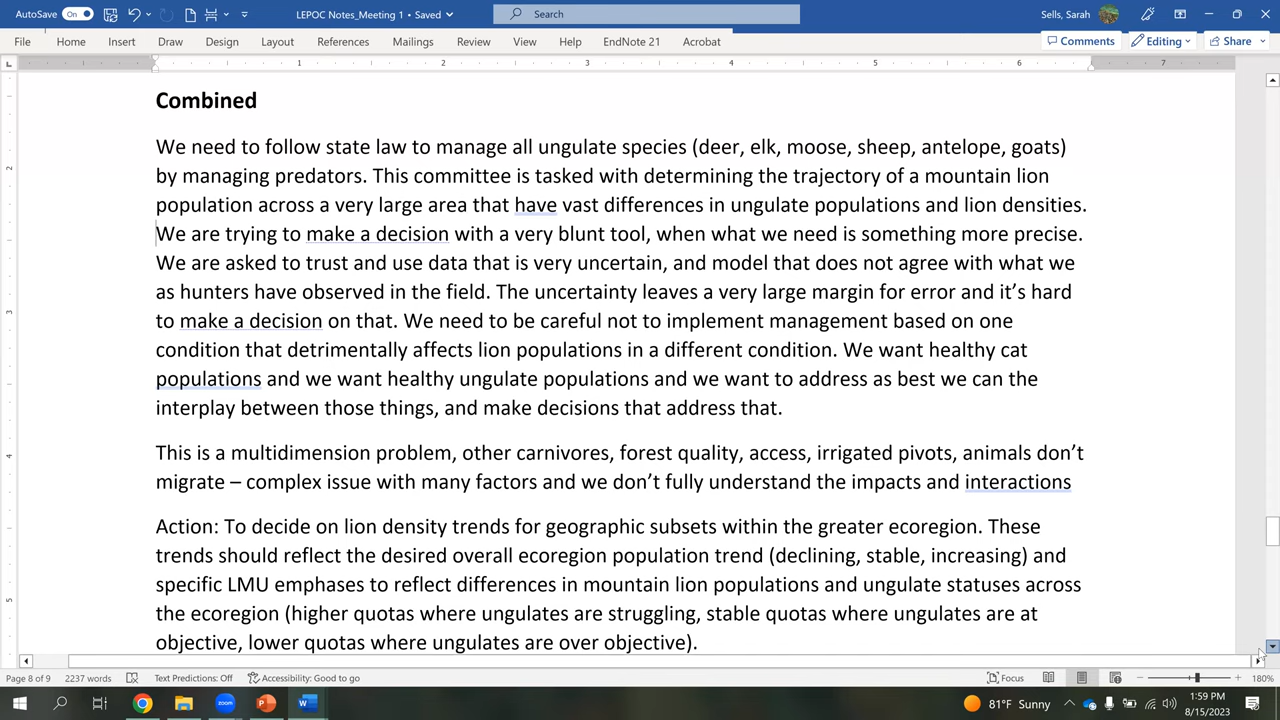 AutoSave On LEPOC Notes_Meeting 1 • Saved Search Sells, Sarah
File Home Insert Draw Design Layout References Mailings Review View Help EndNote 21 Acrobat Comments Editing Share
1 2 3 4 5 6 7
Combined
We need to follow state law to manage all ungulate species (deer, elk, moose, sheep, antelope, goats)
by managing predators. This committee is tasked with determining the trajectory of a mountain lion
population across a very large area that have vast differences in ungulate populations and lion densities.
We are trying to make a decision with a very blunt tool, when what we need is something more precise.
We are asked to trust and use data that is very uncertain, and model that does not agree with what we
as hunters have observed in the field. The uncertainty leaves a very large margin for error and it's hard
to make a decision on that. We need to be careful not to implement management based on one
condition that detrimentally affects lion populations in a different condition. We want healthy cat
populations and we want healthy ungulate populations and we want to address as best we can the
interplay between those things, and make decisions that address that.
This is a multidimension problem, other carnivores, forest quality, access, irrigated pivots, animals don't
migrate – complex issue with many factors and we don't fully understand the impacts and interactions
Action: To decide on lion density trends for geographic subsets within the greater ecoregion. These
trends should reflect the desired overall ecoregion population trend (declining, stable, increasing) and
specific LMU emphases to reflect differences in mountain lion populations and ungulate statuses across
the ecoregion (higher quotas where ungulates are struggling, stable quotas where ungulates are at
objective, lower quotas where ungulates are over objective).
2
3
4
5
Page 8 of 9 2237 words Text Predictions: Off Accessibility: Good to go Focus 180%
zoom 81°F Sunny 1:59 PM
8/15/2023